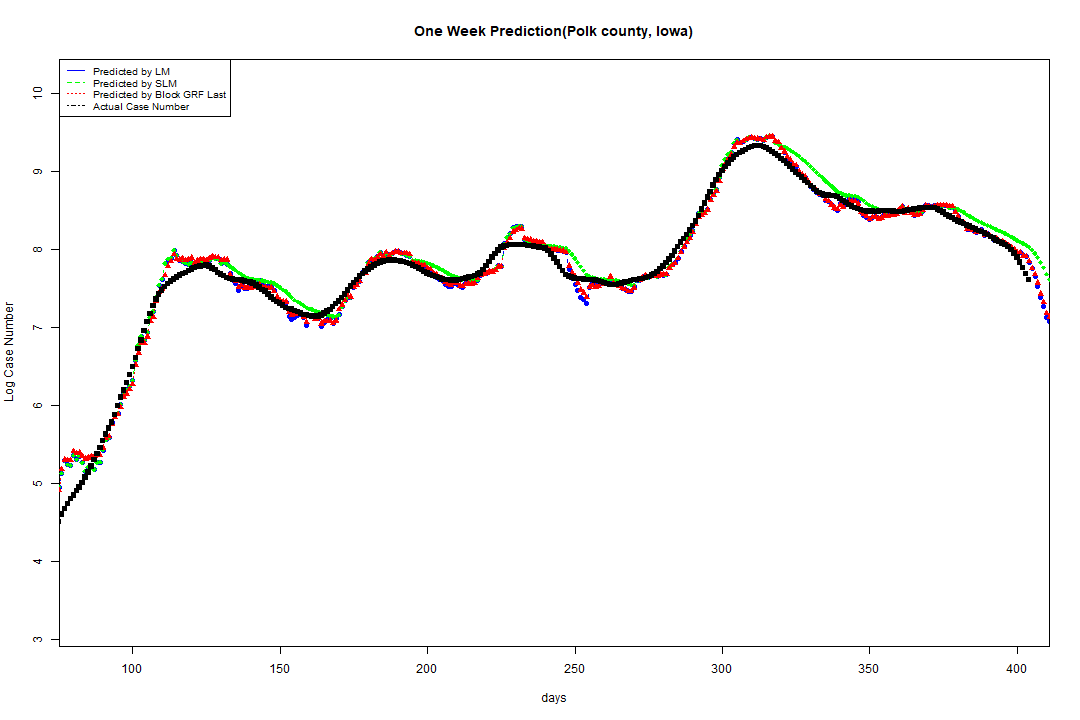 One Week Prediction(Polk county, Iowa)
Predicted by LM
Predicted by SLM
Predicted by Block GRF Last
Actual Case Number
10
9
8
7
6
5
4
3
Log Case Number
100 150 200 250 300 350 400
days